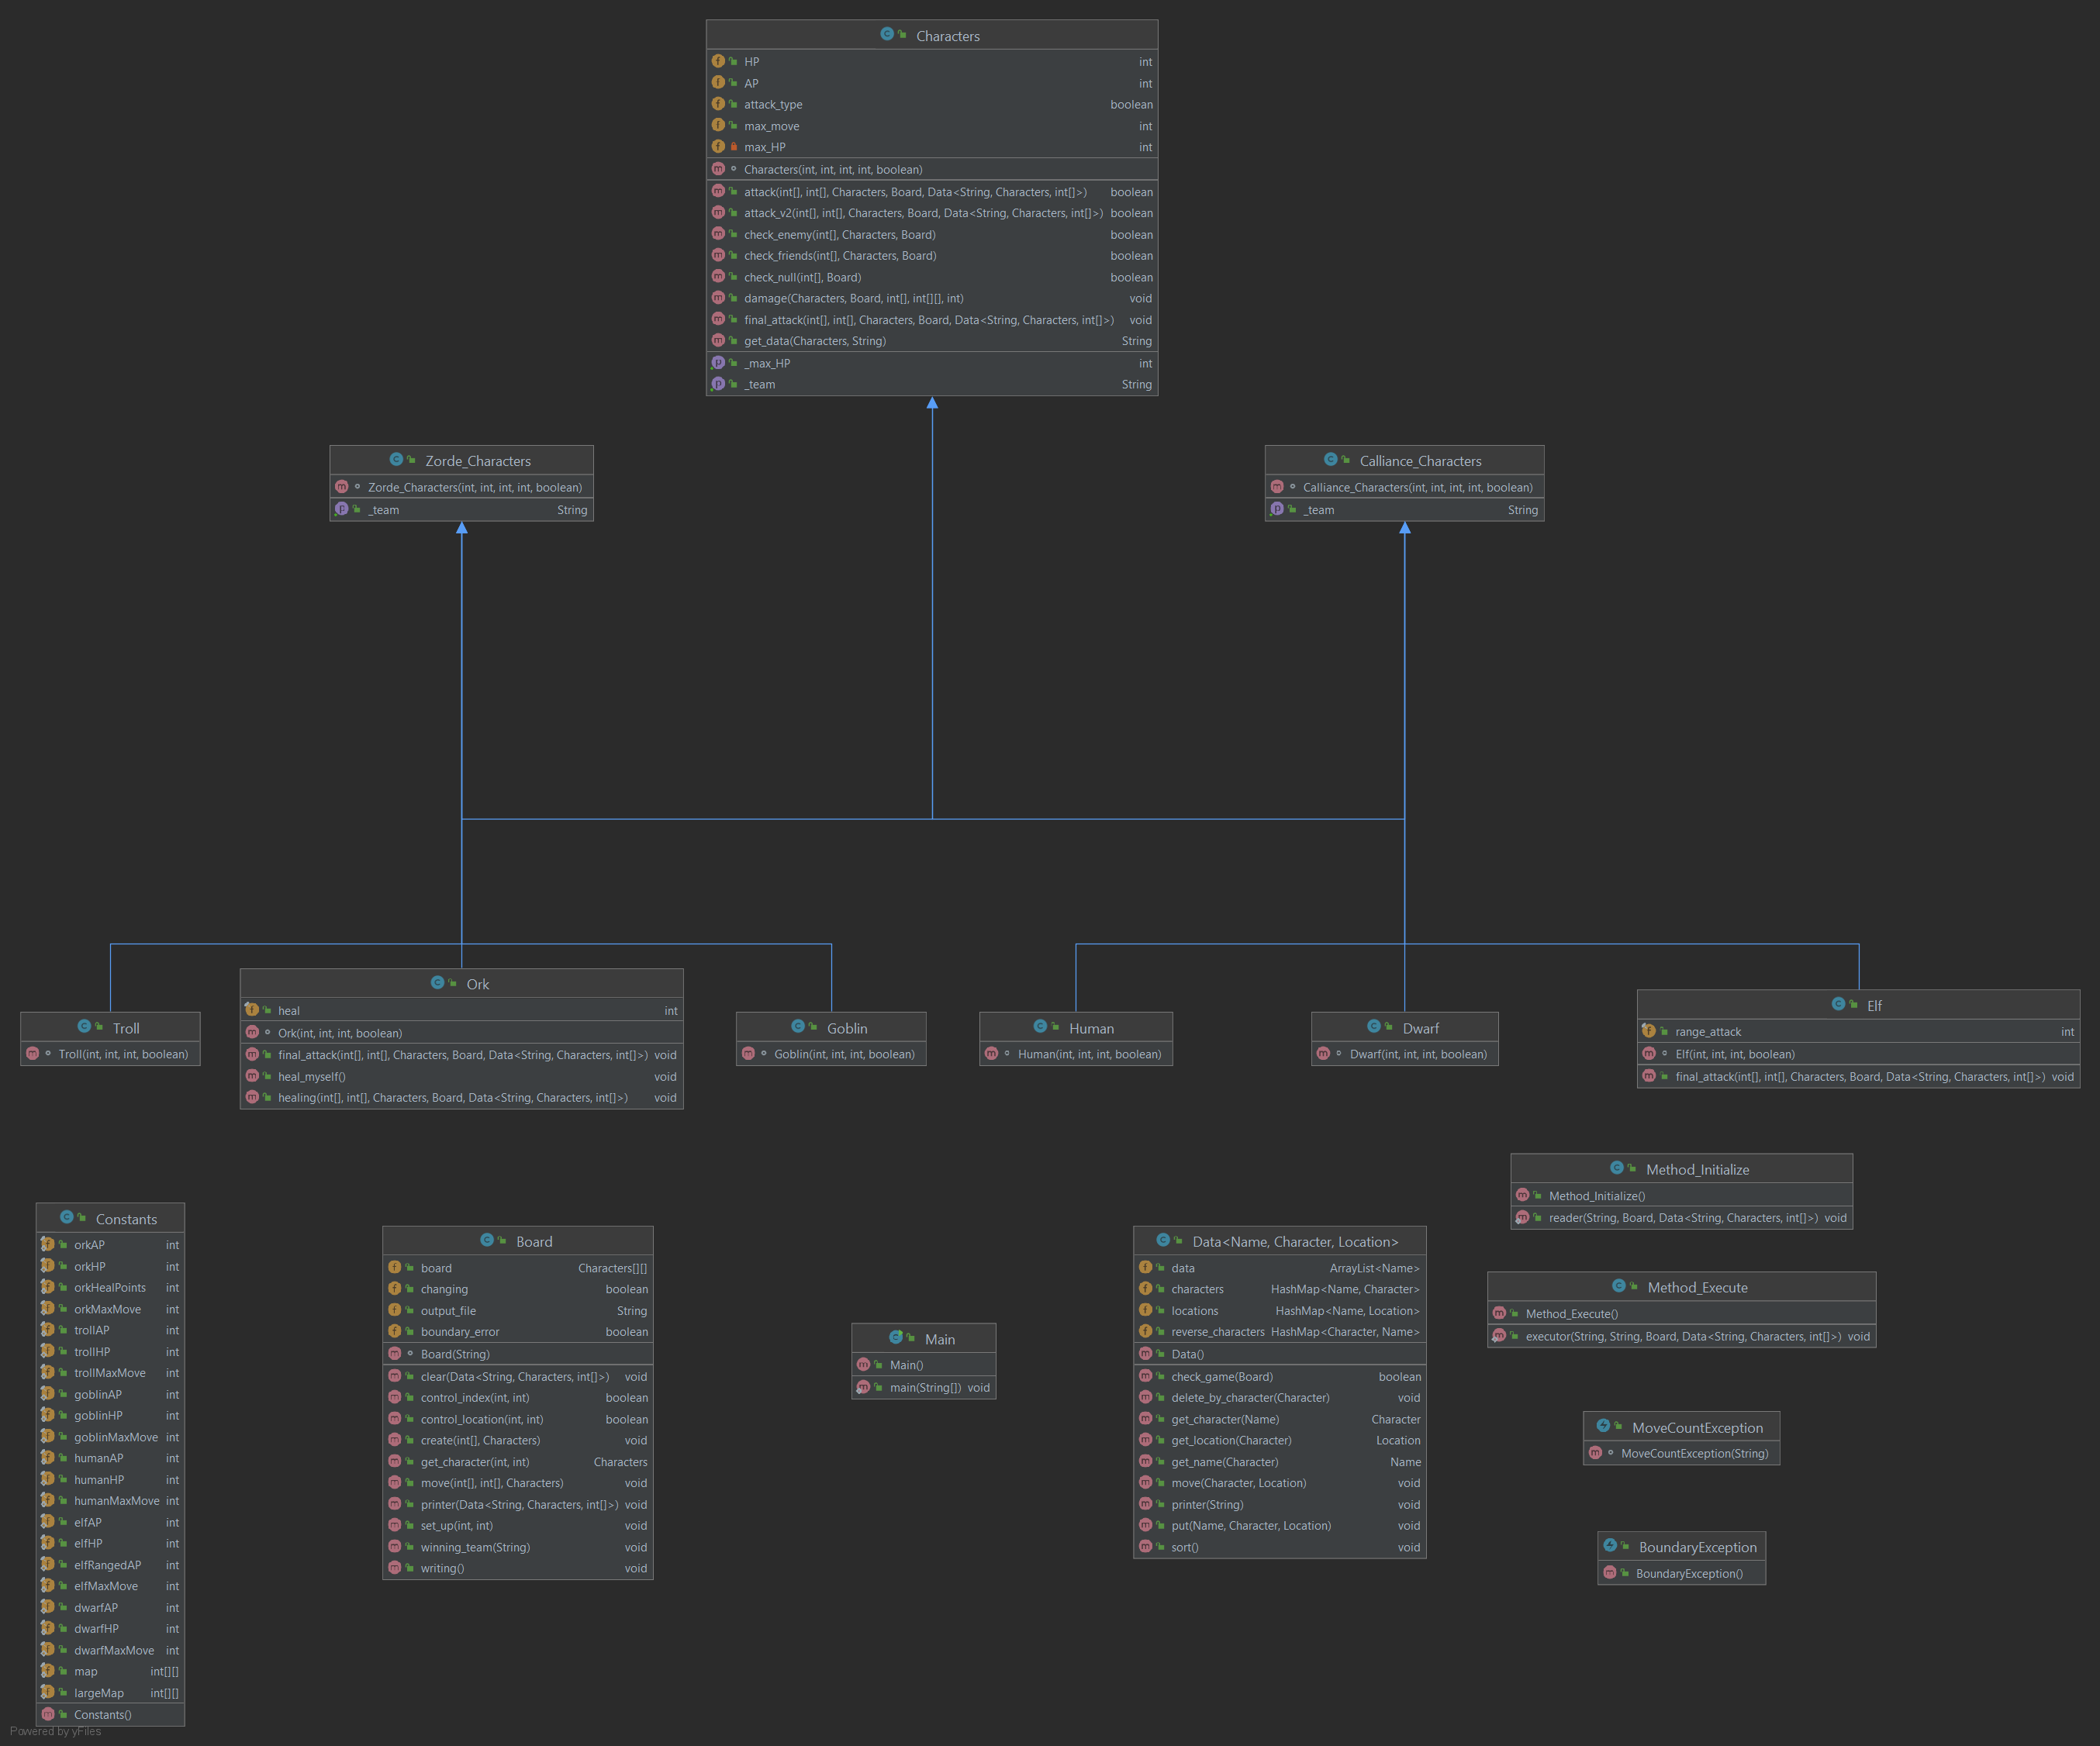 Characters
HP int
AP int
attack_type boolean
max_move int
max_HP int
Characters(int, int, int, int, boolean)
attack(int[], int[], Characters, Board, Data<String, Characters, int[]>) boolean
attack_v2(int[], int[], Characters, Board, Data<String, Characters, int[]>) boolean
check_enemy(int[], Characters, Board) boolean
check_friends(int[], Characters, Board) boolean
check_null(int[], Board) boolean
damage(Characters, Board, int[], int[][], int) void
final_attack(int[], int[], Characters, Board, Data<String, Characters, int[]>) void
get_data(Characters, String) String
_max_HP int
_team String
Zorde_Characters
Zorde_Characters(int, int, int, int, boolean)
_team String
Calliance_Characters
Calliance_Characters(int, int, int, int, boolean)
_team String
Troll
Troll(int, int, int, boolean)
Ork
heal int
Ork(int, int, int, boolean)
final_attack(int[], int[], Characters, Board, Data<String, Characters, int[]>) void
heal_myself() void
healing(int[], int[], Characters, Board, Data<String, Characters, int[]>) void
Goblin
Goblin(int, int, int, boolean)
Human
Human(int, int, int, boolean)
Dwarf
Dwarf(int, int, int, boolean)
Elf
range_attack int
Elf(int, int, int, boolean)
final_attack(int[], int[], Characters, Board, Data<String, Characters, int[]>) void
Constants
orkAP int
orkHP int
orkHealPoints int
orkMaxMove int
trollAP int
trollHP int
trollMaxMove int
goblinAP int
goblinHP int
goblinMaxMove int
humanAP int
humanHP int
humanMaxMove int
elfAP int
elfHP int
elfRangedAP int
elfMaxMove int
dwarfAP int
dwarfHP int
dwarfMaxMove int
map int[][]
largeMap int[][]
Constants()
Board
board Characters[][]
changing boolean
output_file String
boundary_error boolean
Board(String)
clear(Data<String, Characters, int[]>) void
control_index(int, int) boolean
control_location(int, int) boolean
create(int[], Characters) void
get_character(int, int) Characters
move(int[], int[], Characters) void
printer(Data<String, Characters, int[]>) void
set_up(int, int) void
winning_team(String) void
writing() void
Main
Main()
main(String[]) void
Data<Name, Character, Location>
data ArrayList<Name>
characters HashMap<Name, Character>
locations HashMap<Name, Location>
reverse_characters HashMap<Character, Name>
Data()
check_game(Board) boolean
delete_by_character(Character) void
get_character(Name) Character
get_location(Character) Location
get_name(Character) Name
move(Character, Location) void
printer(String) void
put(Name, Character, Location) void
sort() void
Method_Initialize
Method_Initialize()
reader(String, Board, Data<String, Characters, int[]>) void
Method_Execute
Method_Execute()
executor(String, String, Board, Data<String, Characters, int[]>) void
MoveCountException
MoveCountException(String)
BoundaryException
BoundaryException()
Powered by yFiles